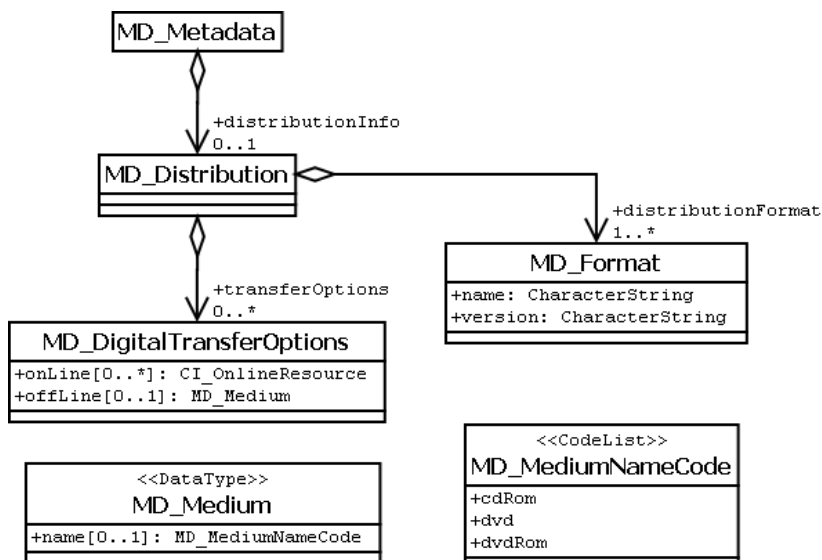 MD_Metadata
+distributionInfo
0..1
MD_Distribution
+distributionFormat
1..*
MD_Format
+name: CharacterString
+version: CharacterString
+transferOptions
0..*
MD_DigitalTransferOptions
+onLine[0..*]: CI_OnlineResource
+offLine[0..1]: MD_Medium
<<DataType>>
MD_Medium
+name[0..1]: MD_MediumNameCode
<<CodeList>>
MD_MediumNameCode
+cdRom
+dvd
+dvdRom